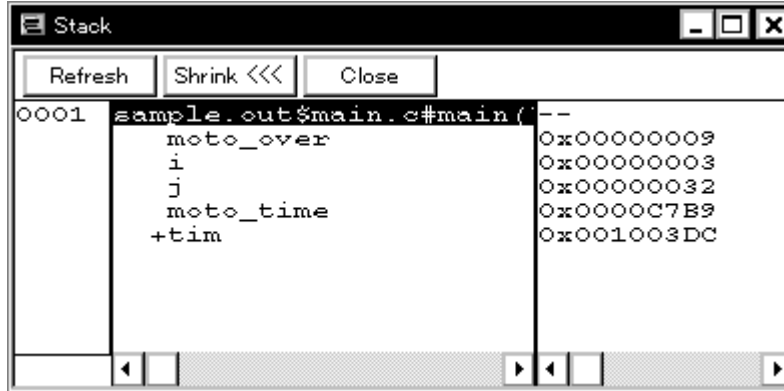 Stack
Refresh Shrink <<< Close
0001 sample.out$main.c#main( --
moto_over 0x00000009
i 0x00000003
j 0x00000032
moto_time 0x0000C7B9
+tim 0x001003DC